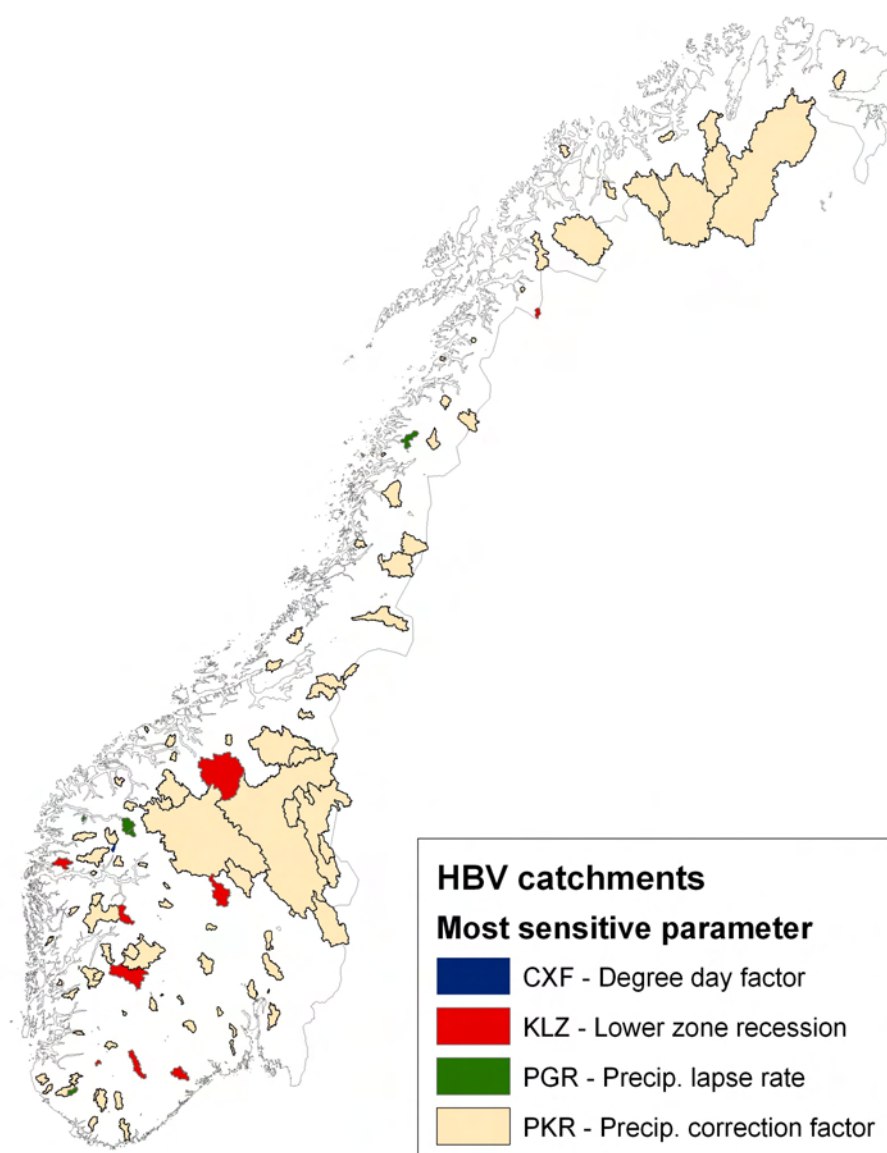 HBV catchments
Most sensitive parameter
CXF - Degree day factor
KLZ - Lower zone recession
PGR - Precip. lapse rate
PKR - Precip. correction factor